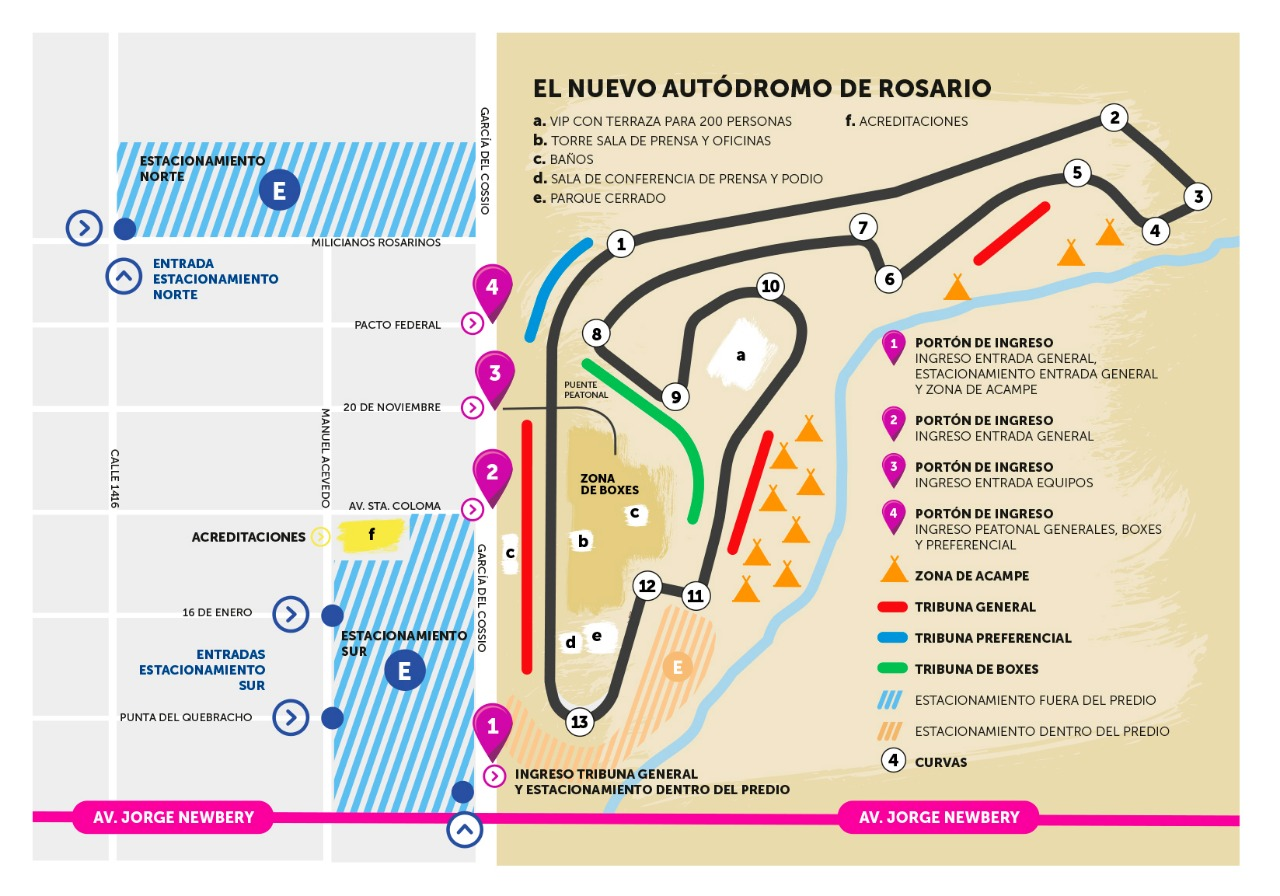 EL NUEVO AUTÓDROMO DE ROSARIO
a. VIP CON TERRAZA PARA 200 PERSONAS
b. TORRE SALA DE PRENSA Y OFICINAS
c. BAÑOS
d. SALA DE CONFERENCIA DE PRENSA Y PODIO
e. PARQUE CERRADO
f. ACREDITACIONES
ESTACIONAMIENTO
NORTE
E
GARCÍA DEL COSSIO
MILICIANOS ROSARINOS
ENTRADA
ESTACIONAMIENTO
NORTE
4
PACTO FEDERAL
3
20 DE NOVIEMBRE
MANUEL ACEVEDO
CALLE 1416
2
AV. STA. COLOMA
ACREDITACIONES
f
GARCÍA DEL COSSIO
16 DE ENERO
ESTACIONAMIENTO
SUR
E
ENTRADAS
ESTACIONAMIENTO
SUR
PUNTA DEL QUEBRACHO
1
INGRESO TRIBUNA GENERAL
Y ESTACIONAMIENTO DENTRO DEL PREDIO
1
2
3
4
5
6
7
8
9
10
11
12
13
a
PUENTE
PEATONAL
ZONA
DE BOXES
c
b
c
d
e
E
1
PORTÓN DE INGRESO
INGRESO ENTRADA GENERAL,
ESTACIONAMIENTO ENTRADA GENERAL
Y ZONA DE ACAMPE
2
PORTÓN DE INGRESO
INGRESO ENTRADA GENERAL
3
PORTÓN DE INGRESO
INGRESO ENTRADA EQUIPOS
4
PORTÓN DE INGRESO
INGRESO PEATONAL GENERALES, BOXES
Y PREFERENCIAL
ZONA DE ACAMPE
TRIBUNA GENERAL
TRIBUNA PREFERENCIAL
TRIBUNA DE BOXES
ESTACIONAMIENTO FUERA DEL PREDIO
ESTACIONAMIENTO DENTRO DEL PREDIO
4 CURVAS
AV. JORGE NEWBERY
AV. JORGE NEWBERY